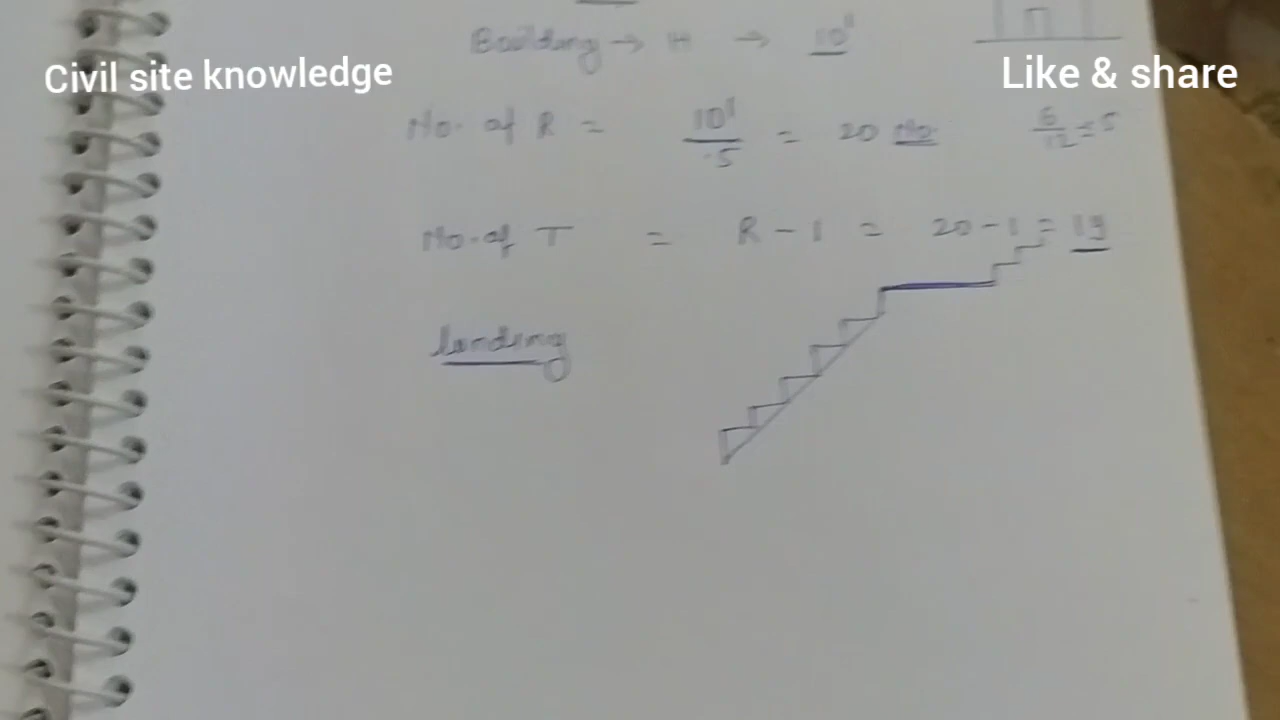 Building → H → 10'
Civil site knowledge
Like & share
No. of R = 10' / .5 = 20 No
6/12 = 5
No. of T = R - 1 = 20 - 1 = 19
landing